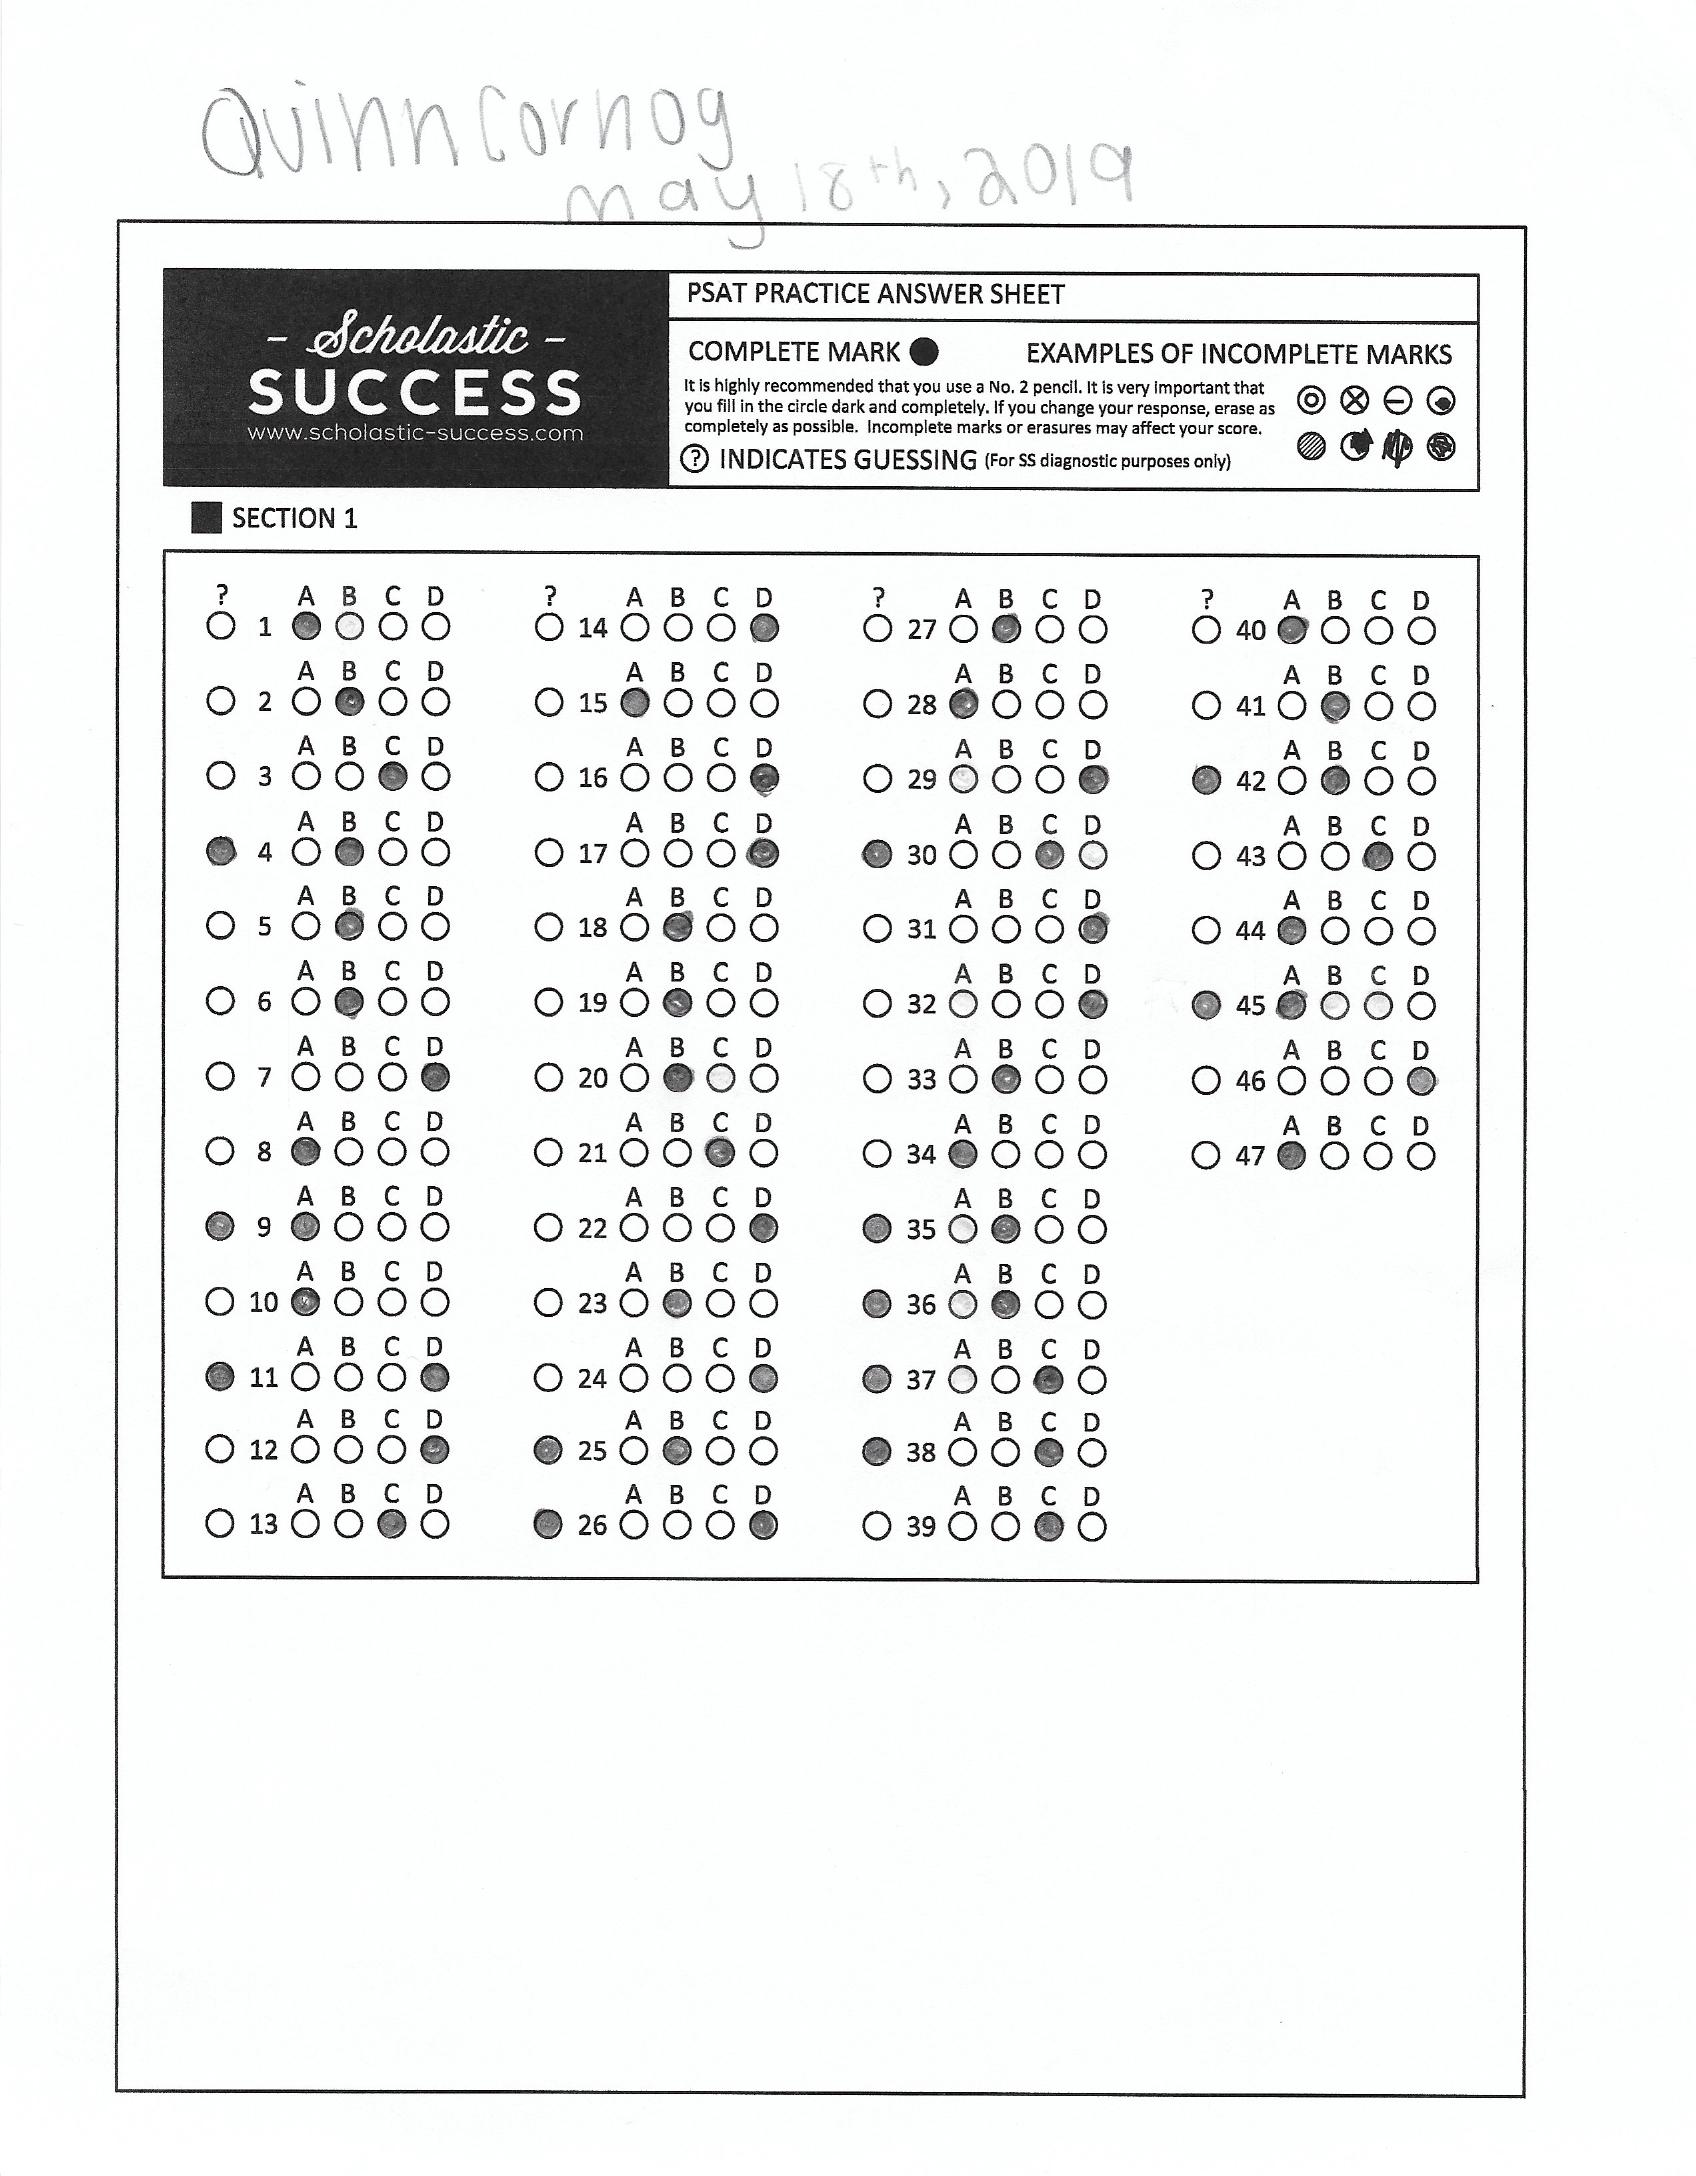 Quinn Cornog
may 18th, 2019
- Scholastic -
SUCCESS
www.scholastic-success.com
PSAT PRACTICE ANSWER SHEET
COMPLETE MARK
EXAMPLES OF INCOMPLETE MARKS
It is highly recommended that you use a No. 2 pencil. It is very important that
you fill in the circle dark and completely. If you change your response, erase as
completely as possible. Incomplete marks or erasures may affect your score.
? INDICATES GUESSING (For SS diagnostic purposes only)
SECTION 1
? A B C D
1
A B C D
2
A B C D
3
A B C D
4
A B C D
5
A B C D
6
A B C D
7
A B C D
8
A B C D
9
A B C D
10
A B C D
11
A B C D
12
A B C D
13
? A B C D
14
A B C D
15
A B C D
16
A B C D
17
A B C D
18
A B C D
19
A B C D
20
A B C D
21
A B C D
22
A B C D
23
A B C D
24
A B C D
25
A B C D
26
? A B C D
27
A B C D
28
A B C D
29
A B C D
30
A B C D
31
A B C D
32
A B C D
33
A B C D
34
A B C D
35
A B C D
36
A B C D
37
A B C D
38
A B C D
39
? A B C D
40
A B C D
41
A B C D
42
A B C D
43
A B C D
44
A B C D
45
A B C D
46
A B C D
47